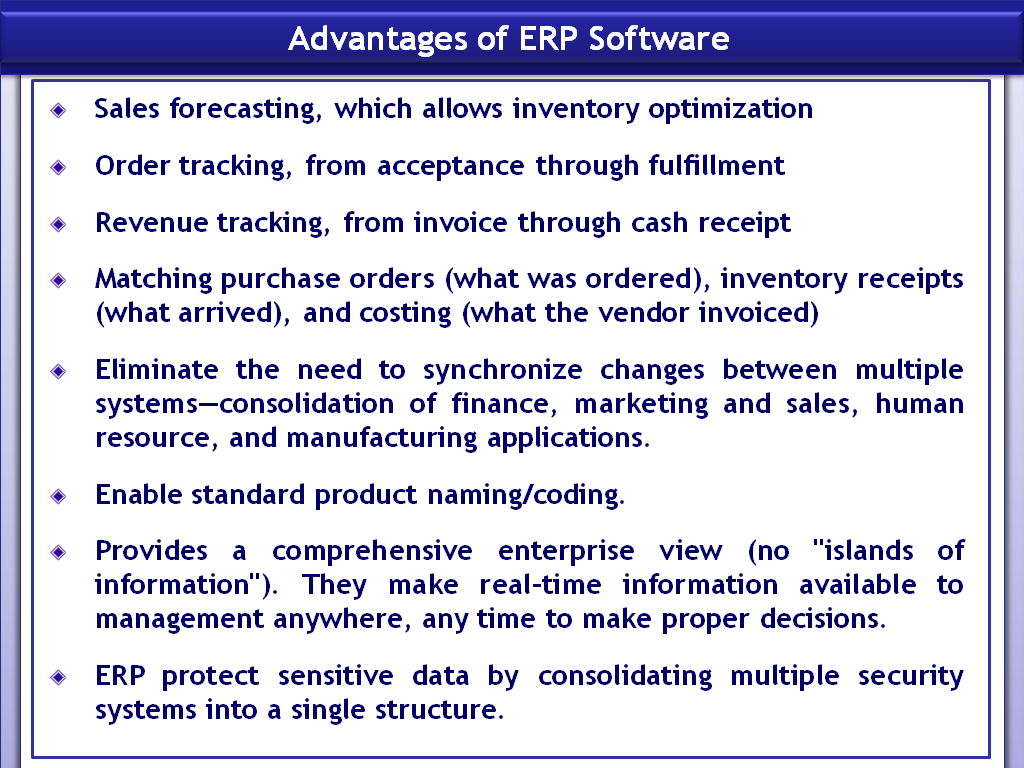 Advantages of ERP Software
Sales forecasting, which allows inventory optimization
Order tracking, from acceptance through fulfillment
Revenue tracking, from invoice through cash receipt
Matching purchase orders (what was ordered), inventory receipts
(what arrived), and costing (what the vendor invoiced)
Eliminate the need to synchronize changes between multiple
systems—consolidation of finance, marketing and sales, human
resource, and manufacturing applications.
Enable standard product naming/coding.
Provides a comprehensive enterprise view (no "islands of
information"). They make real-time information available to
management anywhere, any time to make proper decisions.
ERP protect sensitive data by consolidating multiple security
systems into a single structure.